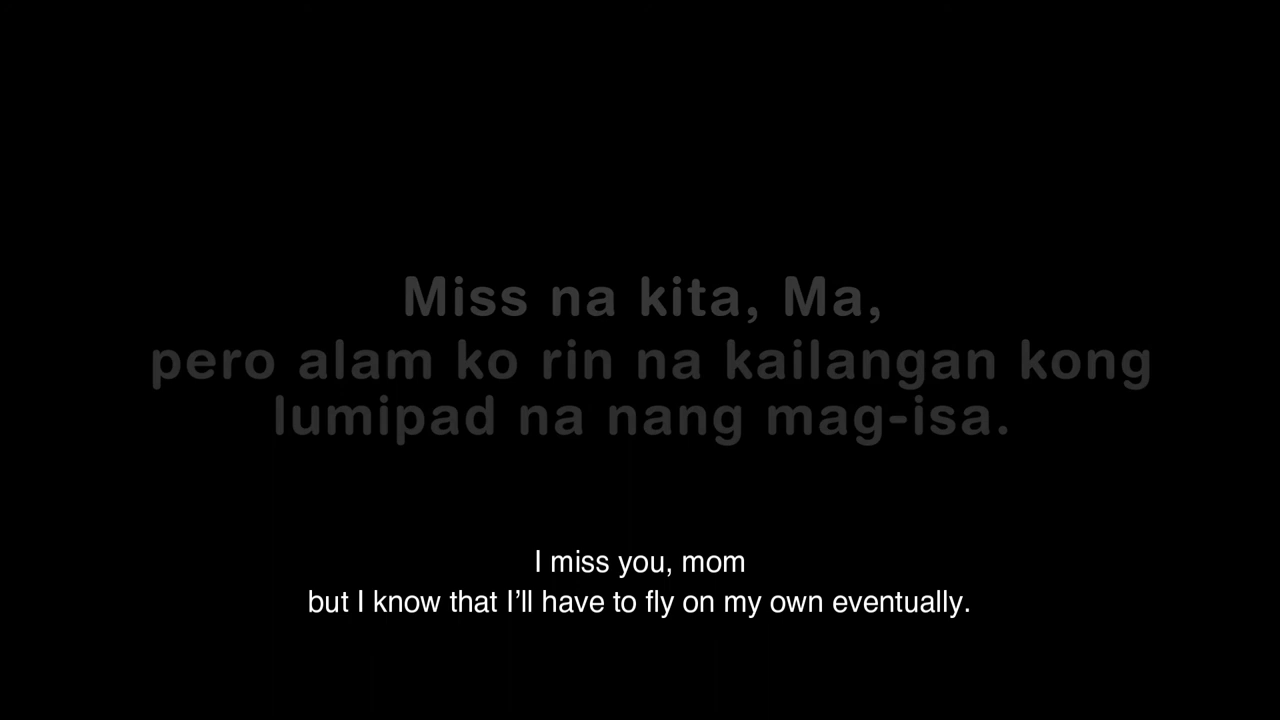 Miss na kita, Ma,
pero alam ko rin na kailangan kong
lumipad na nang mag-isa.
I miss you, mom
but I know that I’ll have to fly on my own eventually.